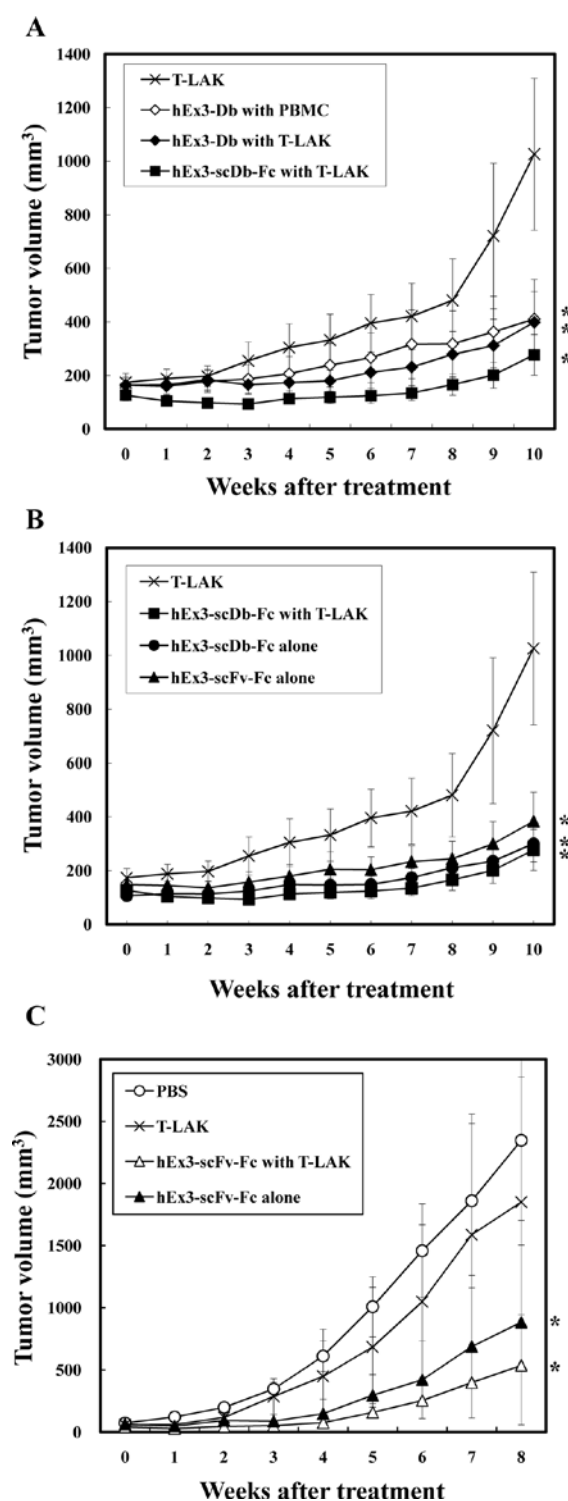 A
1400
1200
1000
800
600
400
200
0
Tumor volume (mm³)
T-LAK
hEx3-Db with PBMC
hEx3-Db with T-LAK
hEx3-scDb-Fc with T-LAK
*
*
*
0 1 2 3 4 5 6 7 8 9 10
Weeks after treatment
B
1400
1200
1000
800
600
400
200
0
Tumor volume (mm³)
T-LAK
hEx3-scDb-Fc with T-LAK
hEx3-scDb-Fc alone
hEx3-scFv-Fc alone
*
*
*
0 1 2 3 4 5 6 7 8 9 10
Weeks after treatment
C
3000
2500
2000
1500
1000
500
0
Tumor volume (mm³)
PBS
T-LAK
hEx3-scFv-Fc with T-LAK
hEx3-scFv-Fc alone
*
*
0 1 2 3 4 5 6 7 8
Weeks after treatment